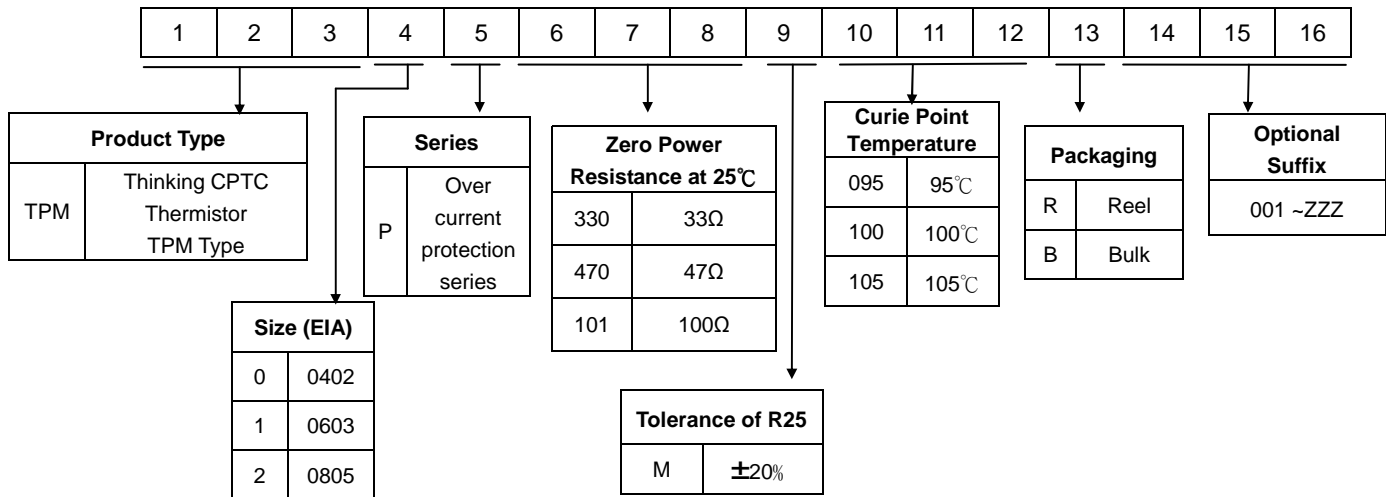 1 2 3 4 5 6 7 8 9 10 11 12 13 14 15 16
Product Type
TPM
Thinking CPTC
Thermistor
TPM Type
Series
P
Over
current
protection
series
Zero Power
Resistance at 25℃
330 33Ω
470 47Ω
101 100Ω
Curie Point
Temperature
095 95℃
100 100℃
105 105℃
Packaging
R Reel
B Bulk
Optional
Suffix
001 ~ZZZ
Size (EIA)
0 0402
1 0603
2 0805
Tolerance of R25
M ±20%